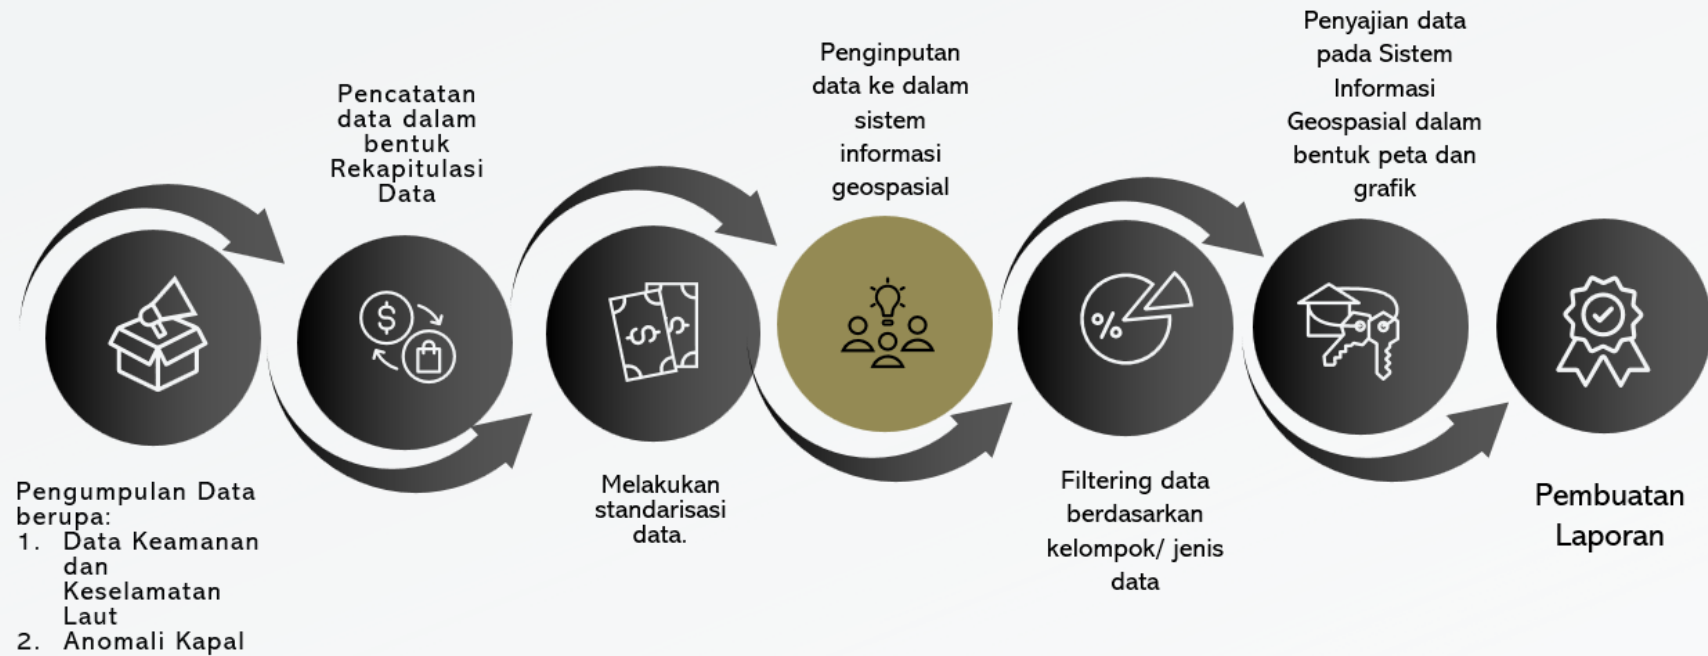 Pengumpulan Data
berupa:
1. Data Keamanan
dan
Keselamatan
Laut
2. Anomali Kapal
Pencatatan
data dalam
bentuk
Rekapitulasi
Data
$
Melakukan
standarisasi
data.
$
$
Penginputan
data ke dalam
sistem
informasi
geospasial
Filtering data
berdasarkan
kelompok/ jenis
data
%
Penyajian data
pada Sistem
Informasi
Geospasial dalam
bentuk peta dan
grafik
Pembuatan
Laporan